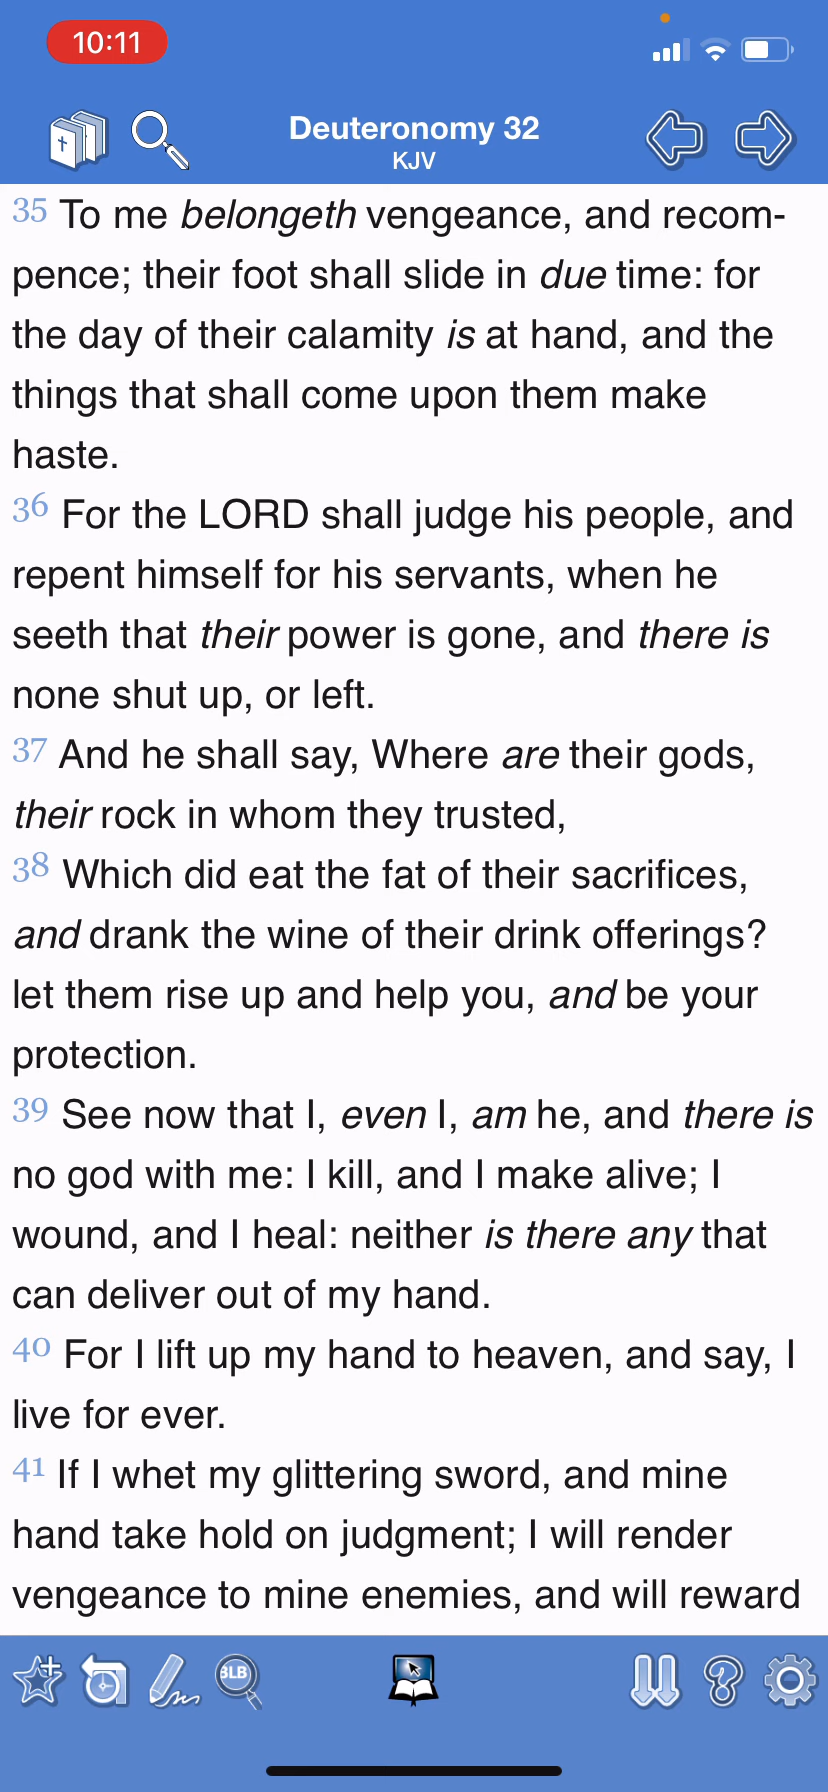 10:11
Deuteronomy 32
KJV
35 To me belongeth vengeance, and recom-
pence; their foot shall slide in due time: for
the day of their calamity is at hand, and the
things that shall come upon them make
haste.
36 For the LORD shall judge his people, and
repent himself for his servants, when he
seeth that their power is gone, and there is
none shut up, or left.
37 And he shall say, Where are their gods,
their rock in whom they trusted,
38 Which did eat the fat of their sacrifices,
and drank the wine of their drink offerings?
let them rise up and help you, and be your
protection.
39 See now that I, even I, am he, and there is
no god with me: I kill, and I make alive; I
wound, and I heal: neither is there any that
can deliver out of my hand.
40 For I lift up my hand to heaven, and say, I
live for ever.
41 If I whet my glittering sword, and mine
hand take hold on judgment; I will render
vengeance to mine enemies, and will reward
BLB